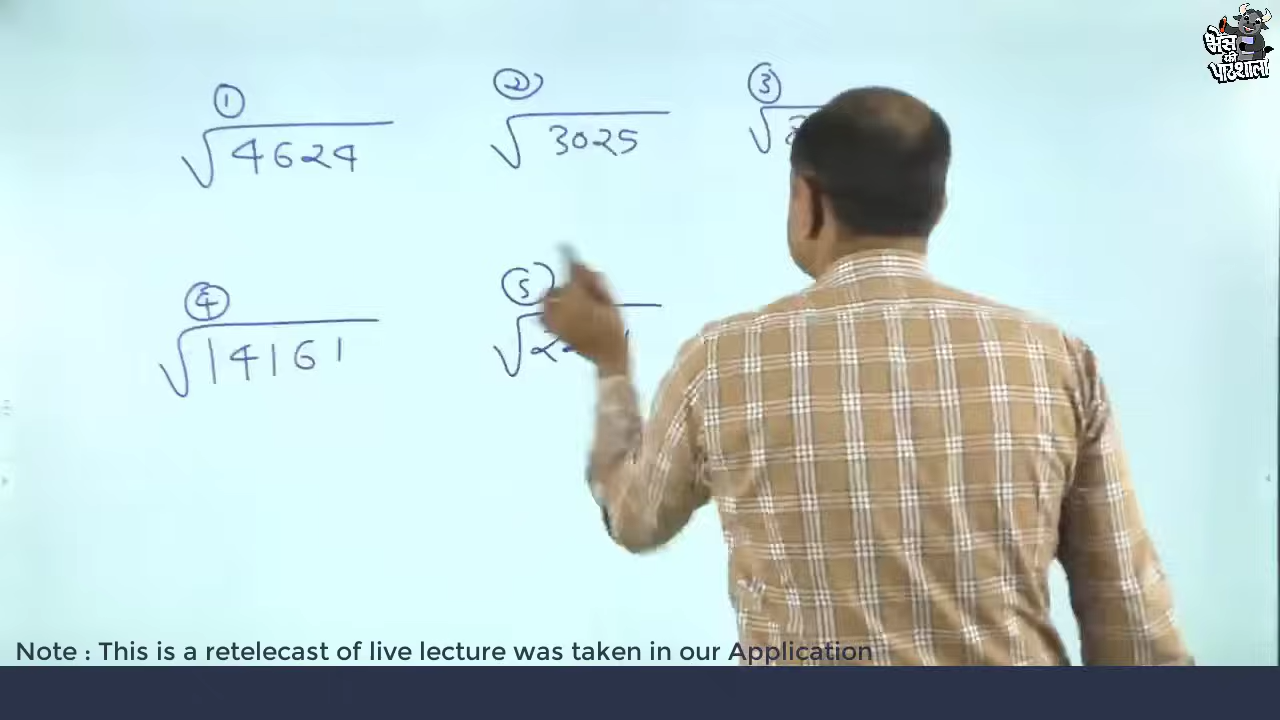 भैंस की पाठशाला
① ② ③
√4624 √3025
④ ⑤
√14161
Note : This is a retelecast of live lecture was taken in our Application